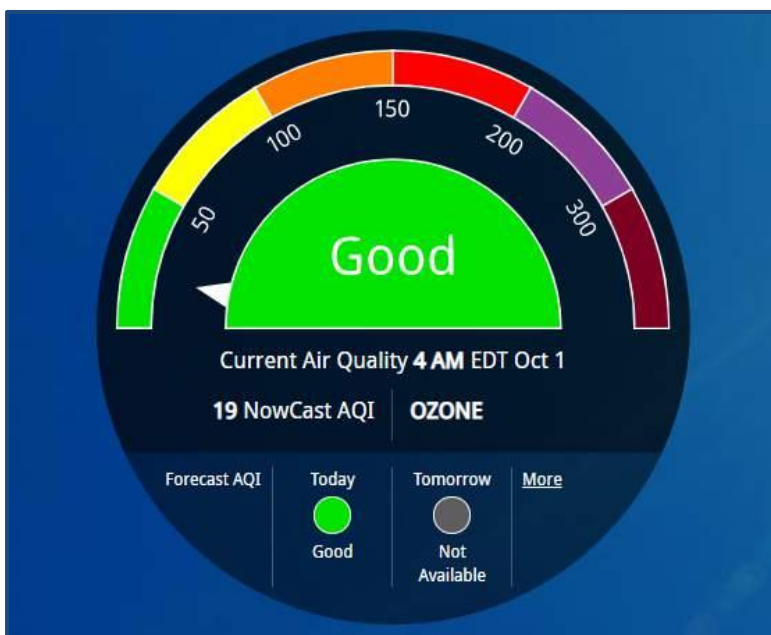 50
100
150
200
300
Good
Current Air Quality 4 AM EDT Oct 1
19 NowCast AQI
OZONE
Forecast AQI
Today
Good
Tomorrow
Not
Available
More